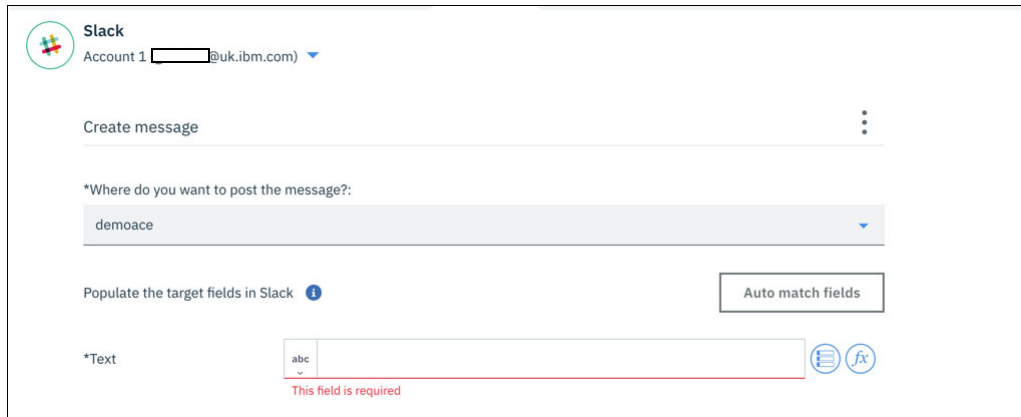 Slack
Account 1 @uk.ibm.com)
Create message
*Where do you want to post the message?:
demoace
Populate the target fields in Slack i
Auto match fields
*Text
abc
fx
This field is required